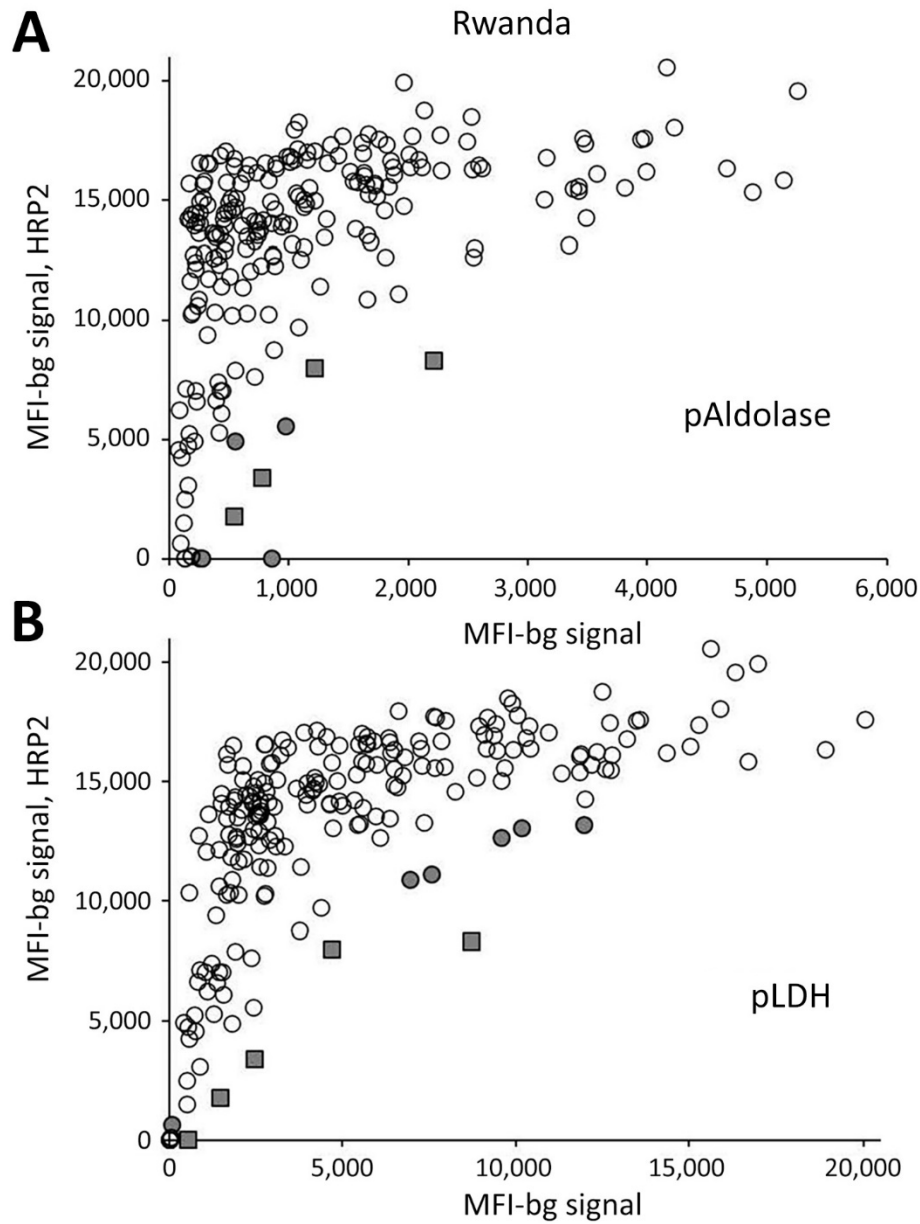 A
Rwanda
MFI-bg signal, HRP2
20,000
15,000
10,000
5,000
0
pAldolase
0 1,000 2,000 3,000 4,000 5,000 6,000
MFI-bg signal
B
MFI-bg signal, HRP2
20,000
15,000
10,000
5,000
0
pLDH
0 5,000 10,000 15,000 20,000
MFI-bg signal